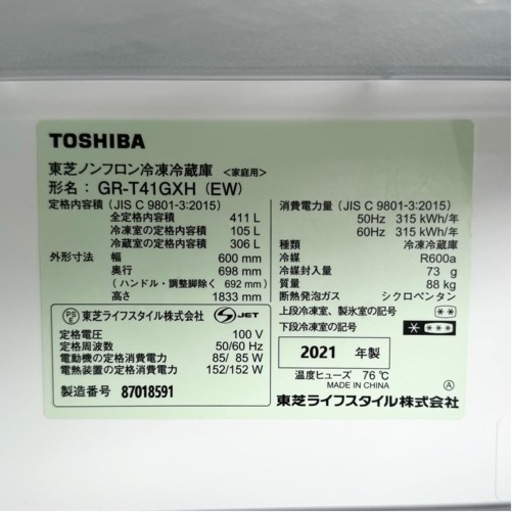 TOSHIBA
東芝ノンフロン冷凍冷蔵庫 <家庭用>
形名： GR-T41GXH (EW)
定格内容積 (JIS C 9801-3:2015)
全定格内容積 411 L
冷凍室の定格内容積 105 L
冷蔵室の定格内容積 306 L
外形寸法 幅 600 mm
奥行 698 mm
(ハンドル・調整脚除く 692 mm)
高さ 1833 mm
PS E 東芝ライフスタイル株式会社 S JET
定格電圧 100 V
定格周波数 50/60 Hz
電動機の定格消費電力 85/ 85 W
電熱装置の定格消費電力 152/152 W
製造番号 87018591
消費電力量 (JIS C 9801-3:2015)
50Hz 315 kWh/年
60Hz 315 kWh/年
種類 冷凍冷蔵庫
冷媒 R600a
冷媒封入量 73 g
質量 88 kg
断熱発泡ガス シクロペンタン
上段冷凍室、製氷室の記号 **
下段冷凍室の記号 ****
2021 年製
温度ヒューズ 76 ℃
MADE IN CHINA Ⓐ
東芝ライフスタイル株式会社